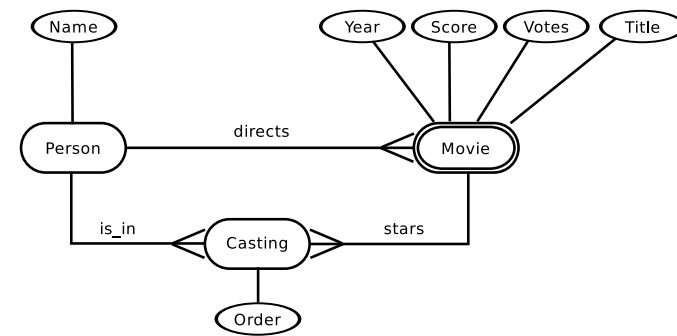 Name
Year
Score
Votes
Title
directs
Person
Movie
is_in
Casting
stars
Order